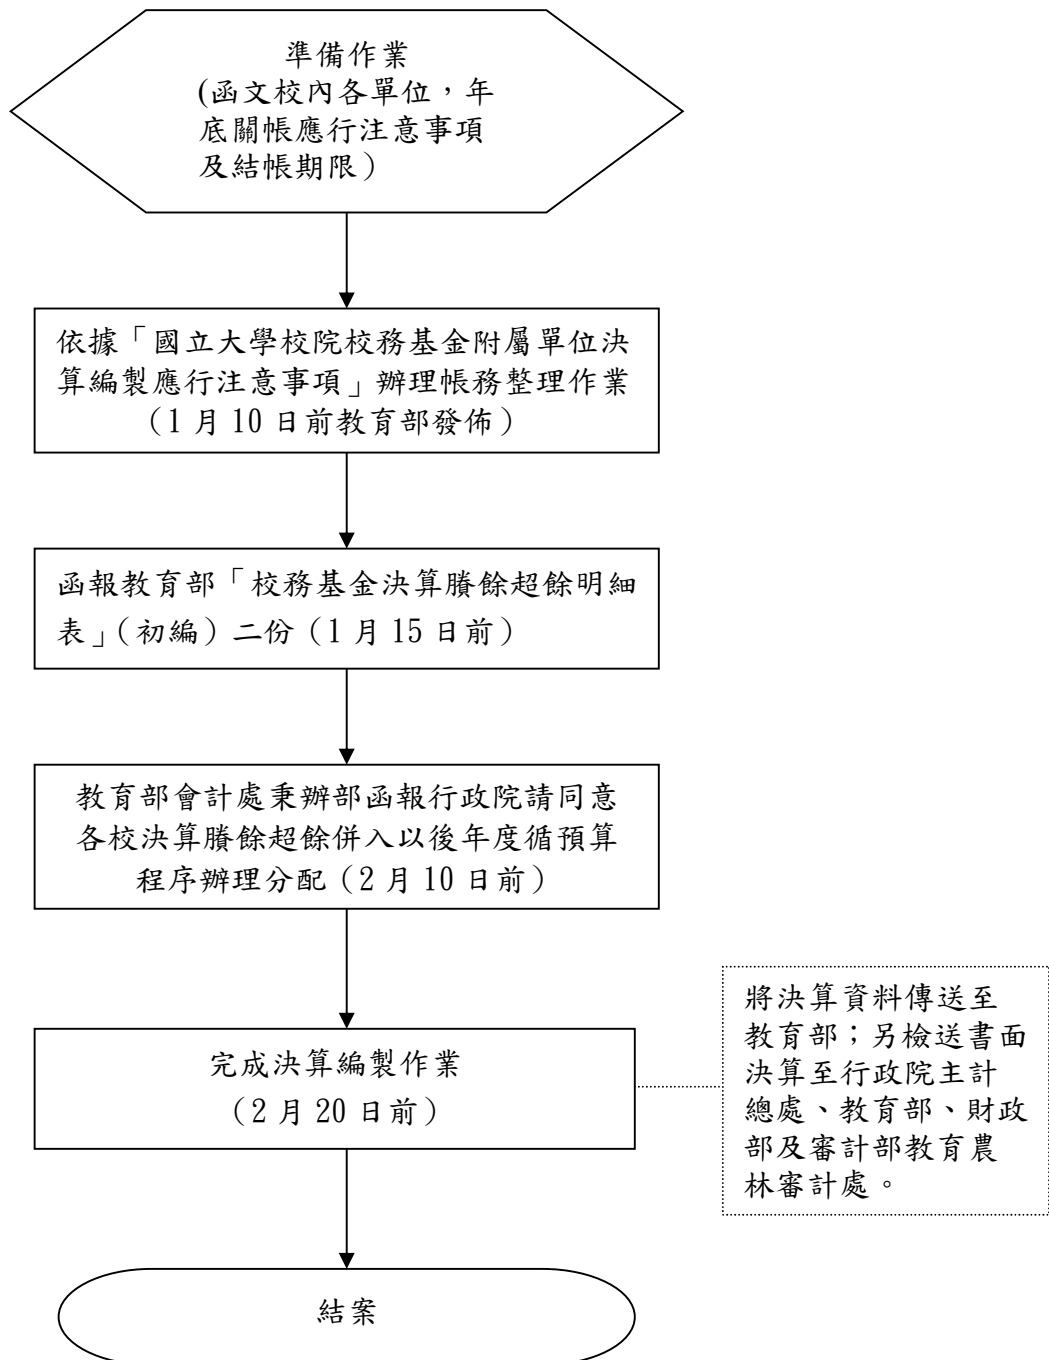 準備作業
(函文校內各單位，年
底關帳應行注意事項
及結帳期限）
依據「國立大學校院校務基金附屬單位決
算編製應行注意事項」辦理帳務整理作業
（1 月 10 日前教育部發佈）
函報教育部「校務基金決算賸餘超餘明細
表」（初編）二份（1 月 15 日前）
教育部會計處秉辦部函報行政院請同意
各校決算賸餘超餘併入以後年度循預算
程序辦理分配（2 月 10 日前）
完成決算編製作業
（2 月 20 日前）
將決算資料傳送至
教育部；另檢送書面
決算至行政院主計
總處、教育部、財政
部及審計部教育農
林審計處。
結案